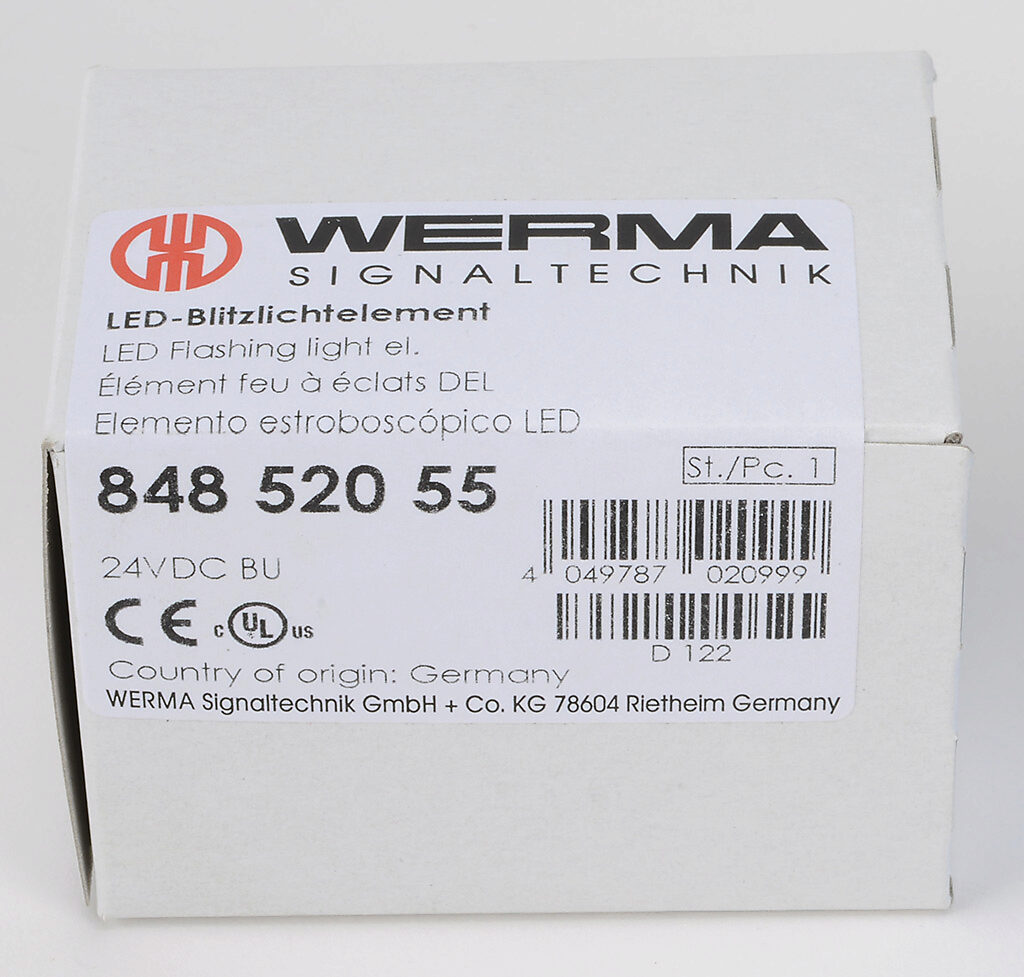 WERMA
SIGNALTECHNIK
LED-Blitzlichtelement
LED Flashing light el.
Élément feu à éclats DEL
Elemento estroboscópico LED
848 520 55
St./Pc. 1
24VDC BU
4 049787 020999
CE c UL US
D 122
Country of origin: Germany
WERMA Signaltechnik GmbH + Co. KG 78604 Rietheim Germany